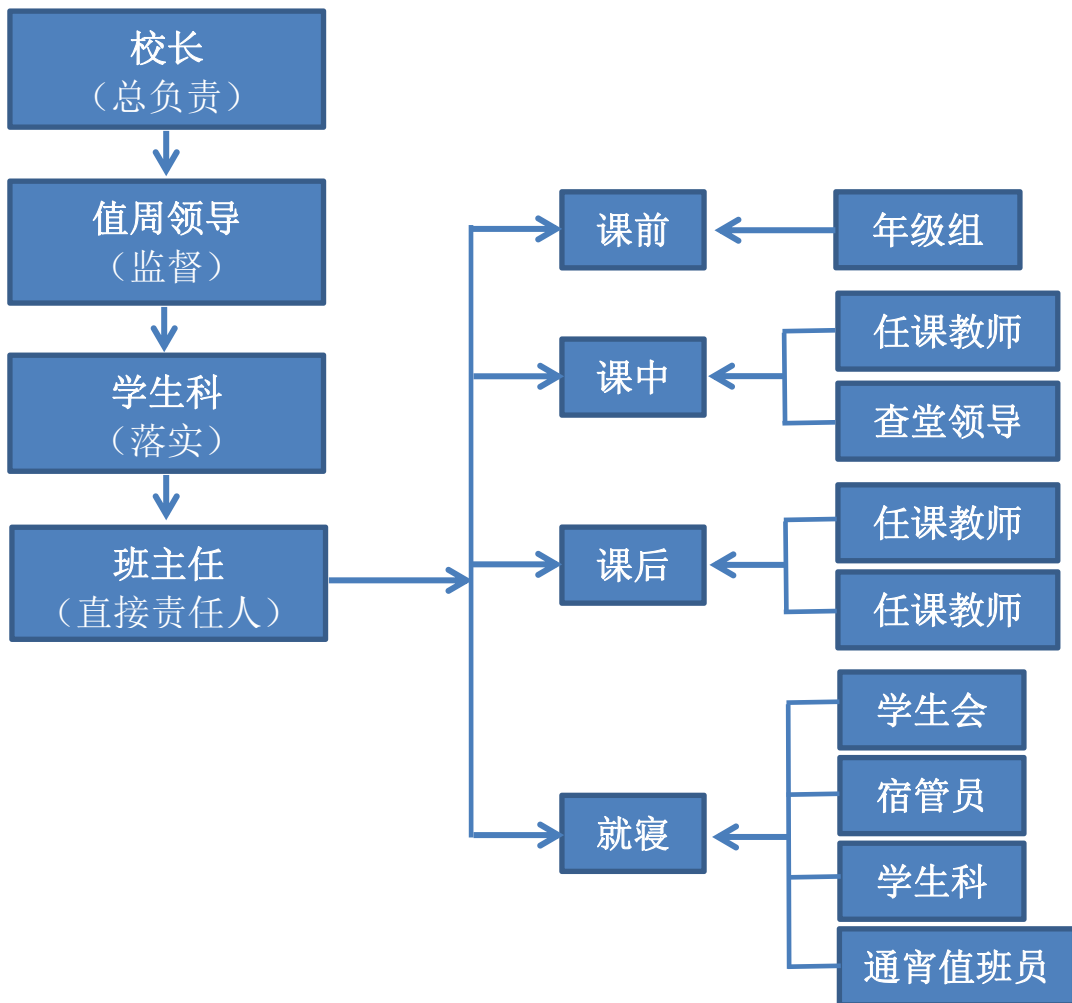 校长
（总负责）
值周领导
（监督）
学生科
（落实）
班主任
（直接责任人）
课前
年级组
课中
任课教师
查堂领导
课后
任课教师
任课教师
就寝
学生会
宿管员
学生科
通宵值班员